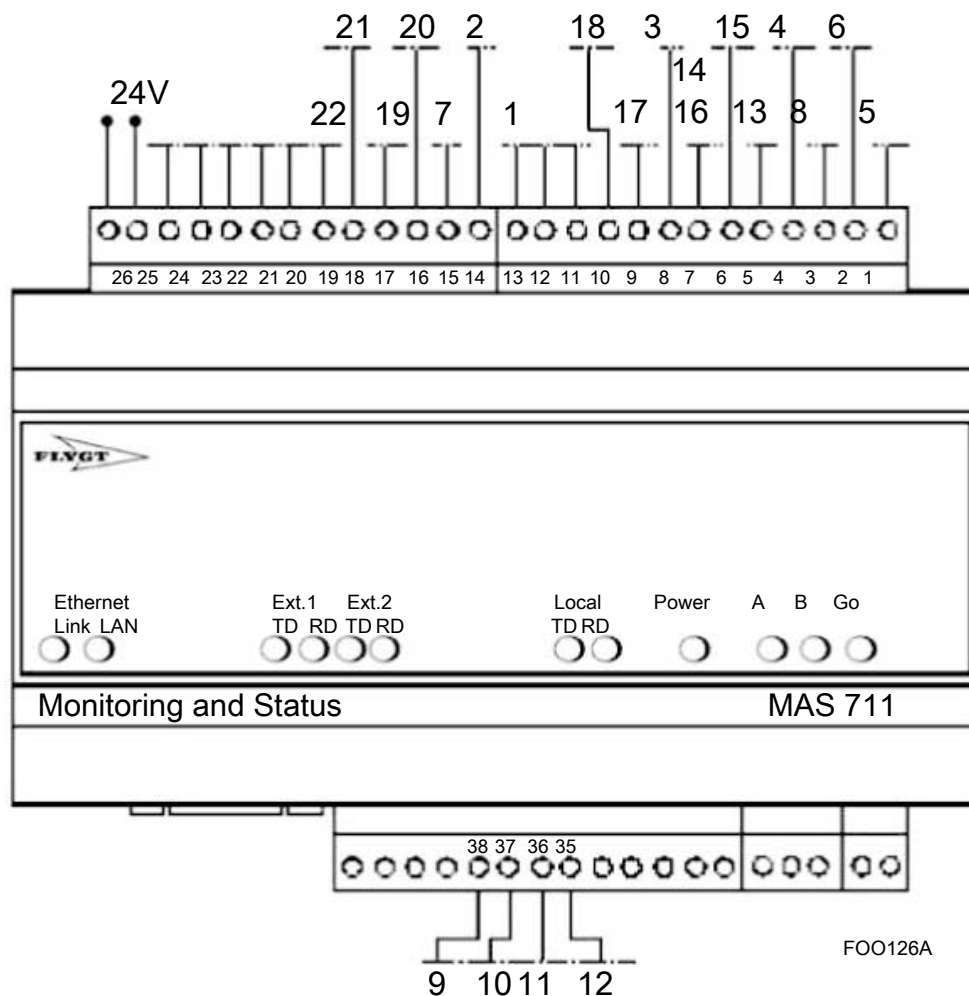 21 20 2 18 3 15 4 6
14
24V
22 19 7 1 17 16 13 8 5
26 25 24 23 22 21 20 19 18 17 16 15 14 13 12 11 10 9 8 7 6 5 4 3 2 1
FLYGT
Ethernet Ext.1 Ext.2 Local Power A B Go
Link LAN TD RD TD RD TD RD
Monitoring and Status MAS 711
38 37 36 35
FOO126A
9 10 11 12